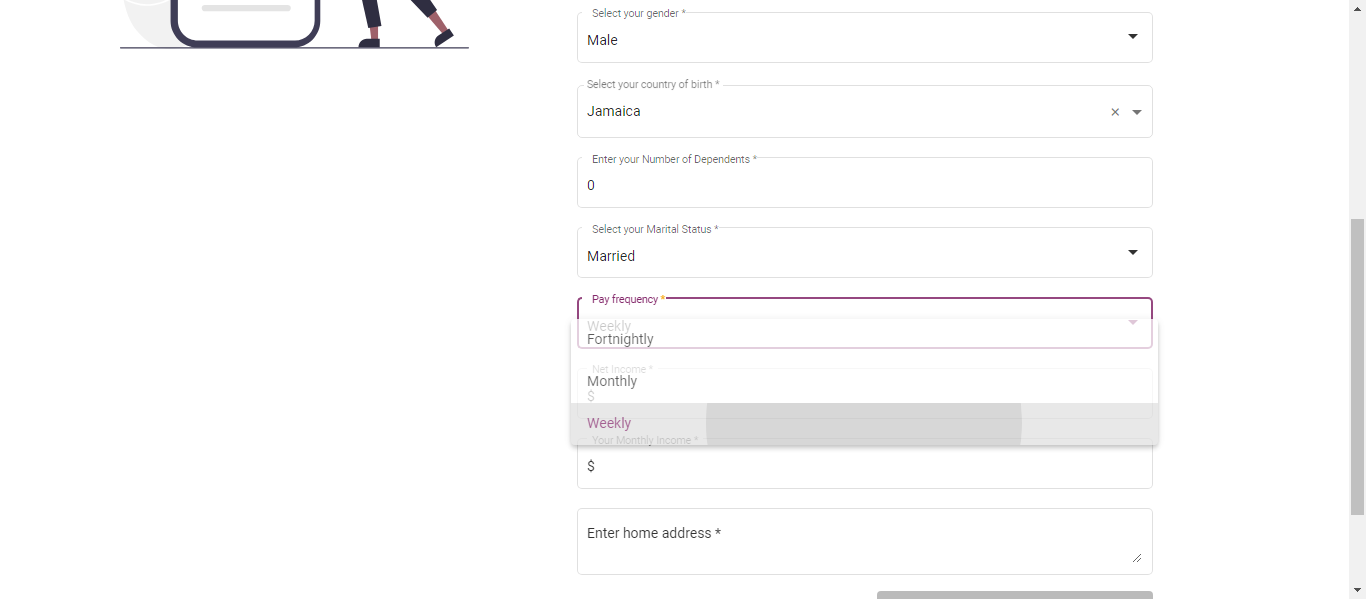 Select your gender *
Male
Select your country of birth *
Jamaica
Enter your Number of Dependents *
0
Select your Marital Status *
Married
Pay frequency *
Weekly
Fortnightly
Net Income *
Monthly
$
Weekly
Your Monthly Income *
$
Enter home address *